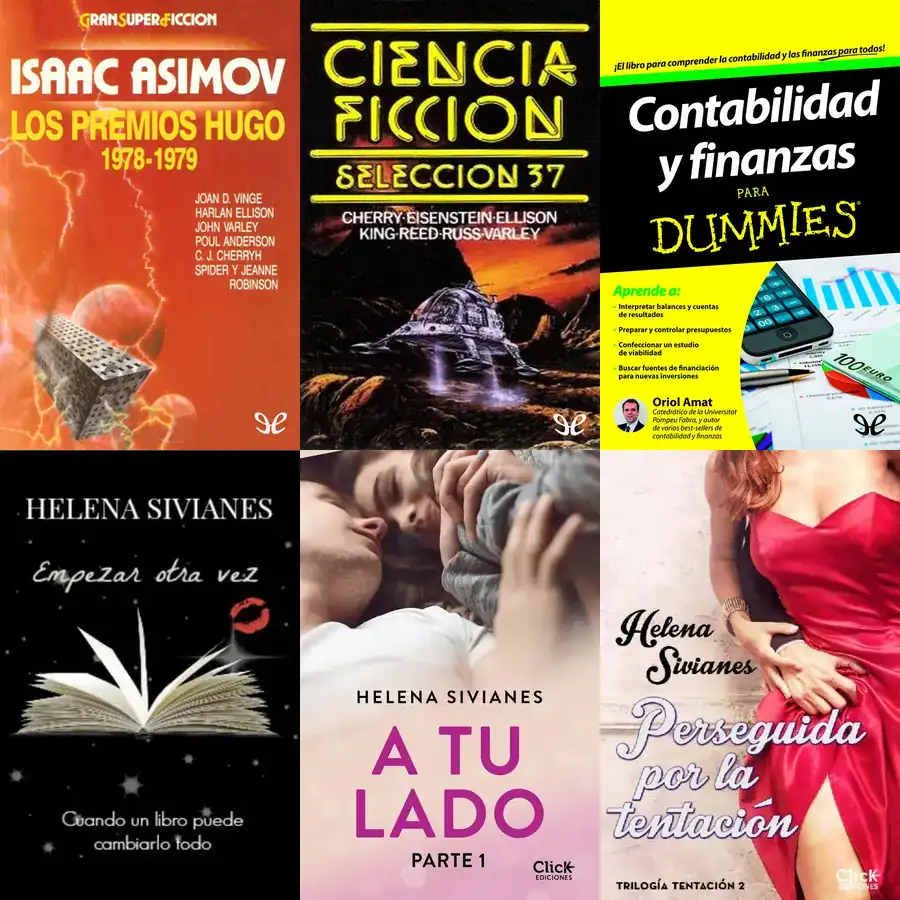 GRANSUPERFICCION
ISAAC ASIMOV
LOS PREMIOS HUGO
1978-1979
JOAN D. VINGE
HARLAN ELLISON
JOHN VARLEY
POUL ANDERSON
C. J. CHERRYH
SPIDER Y JEANNE
ROBINSON
CIENCIA
FICCION
SELECCION 37
CHERRY·EISENSTEIN·ELLISON
KING·REED·RUSS·VARLEY
¡El libro para comprender la contabilidad y las finanzas para todos!
Contabilidad
y finanzas
PARA
DUMMIES®
Aprende a:
· Interpretar balances y cuentas
de resultados
· Preparar y controlar presupuestos
· Confeccionar un estudio
de viabilidad
· Buscar fuentes de financiación
para nuevas inversiones
Oriol Amat
Catedrático de la Universitat
Pompeu Fabra, y autor
de varios best-sellers de
contabilidad y finanzas
100 EURO
HELENA SIVIANES
Empezar otra vez
Cuando un libro puede
cambiarlo todo
HELENA SIVIANES
A TU
LADO
PARTE 1
Click
EDICIONES
Helena
Sivianes
Perseguida
por la
tentación
TRILOGÍA TENTACIÓN 2
Click
EDICIONES